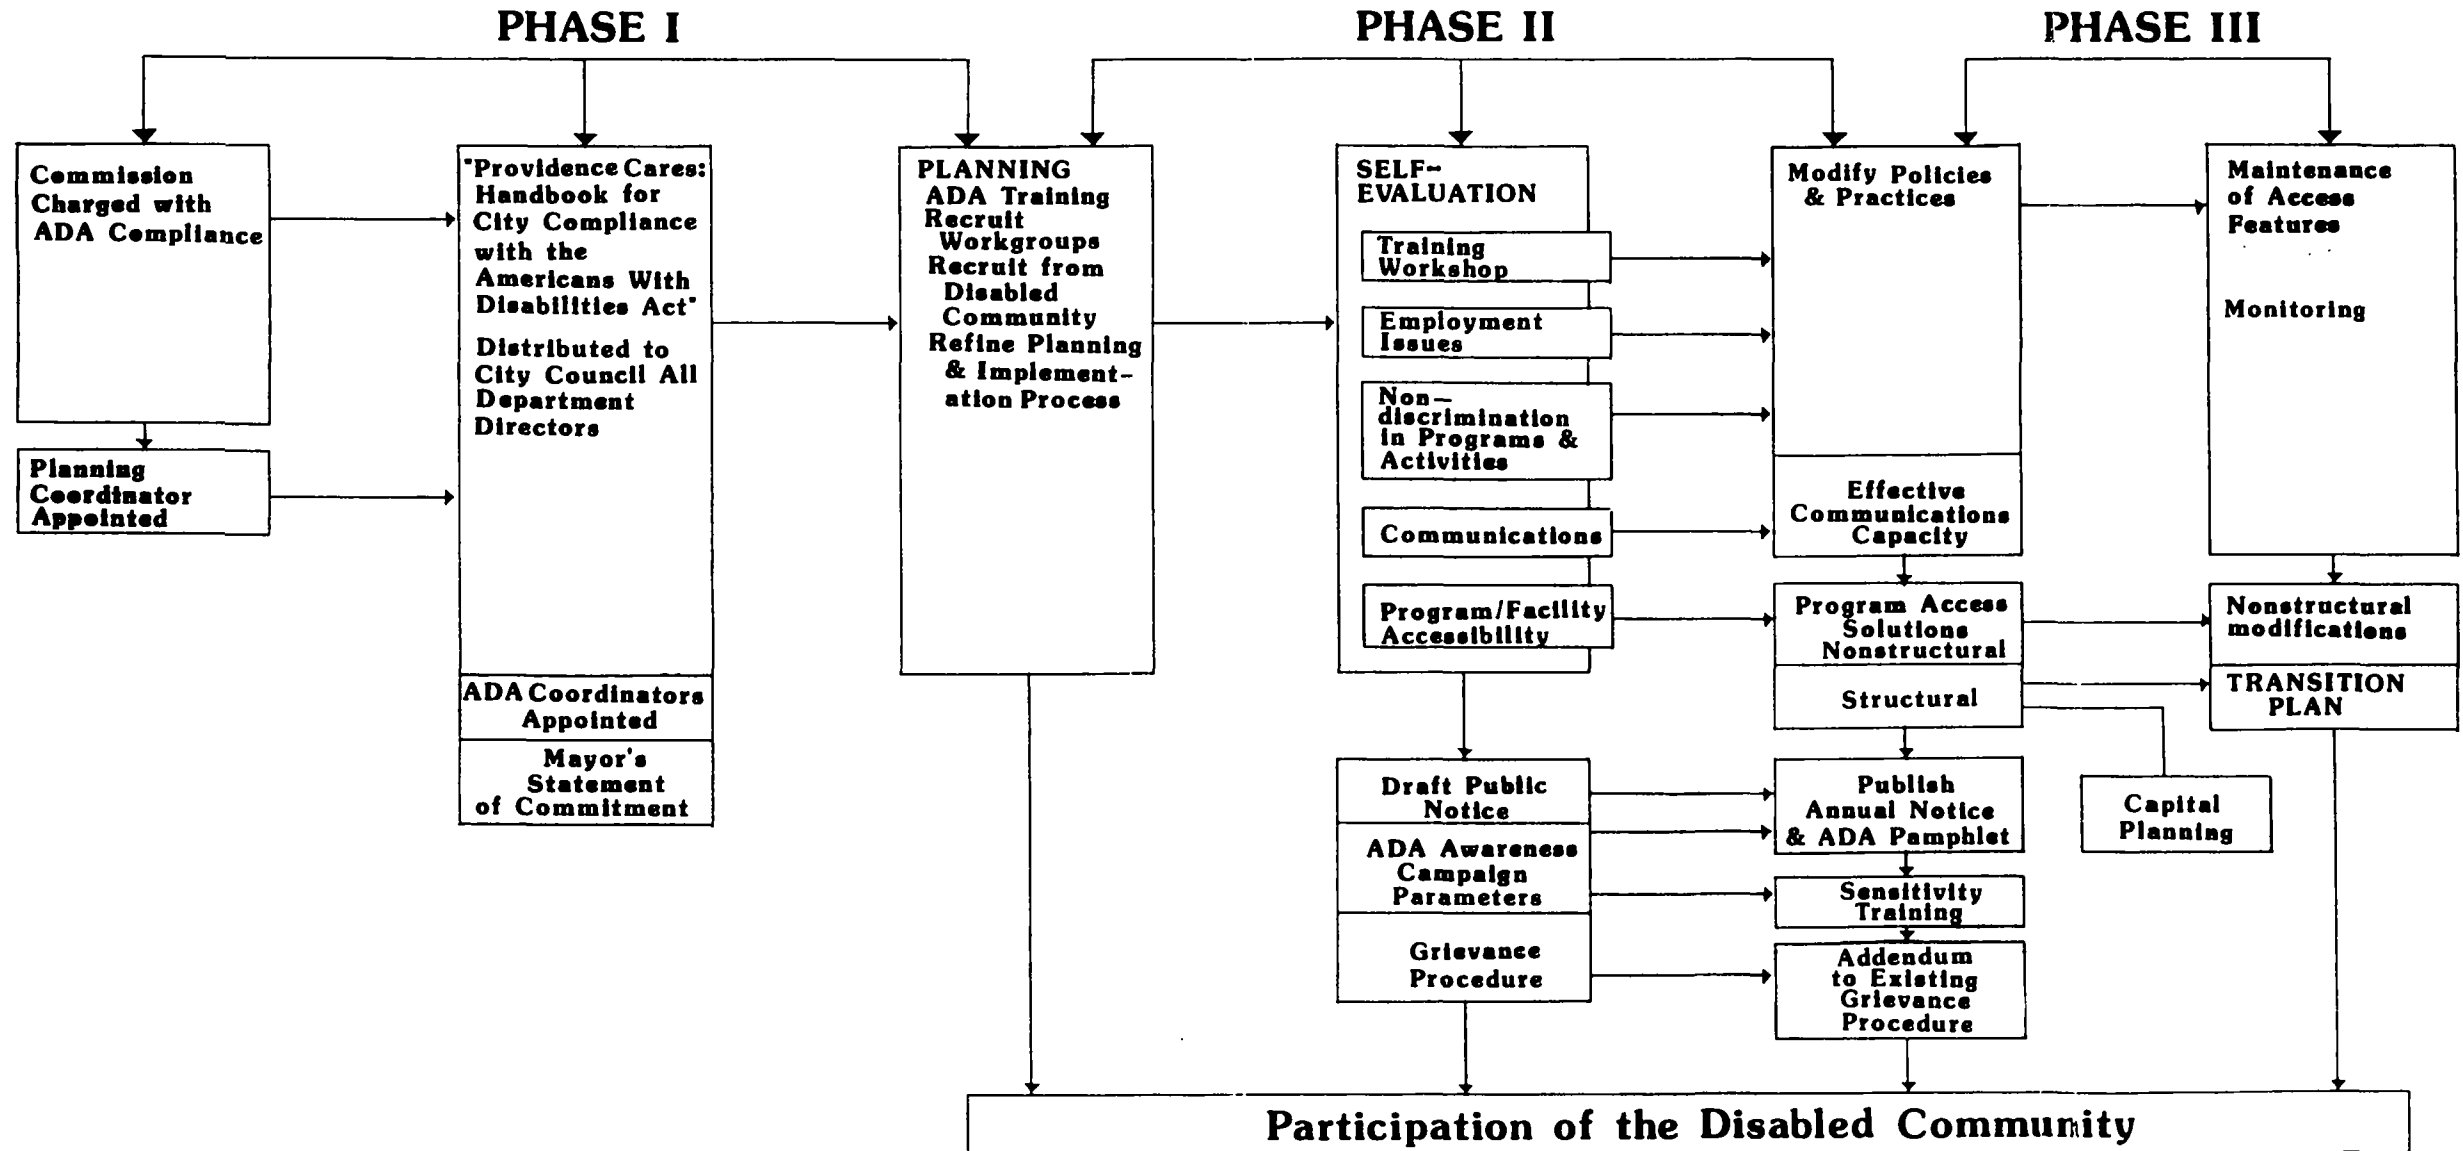 PHASE I
PHASE II
PHASE III
Commission
Charged with
ADA Compliance
Planning
Coordinator
Appointed
"Providence Cares:
Handbook for
City Compliance
with the
Americans With
Disabilities Act"
Distributed to
City Council All
Department
Directors
ADA Coordinators
Appointed
Mayor's
Statement
of Commitment
PLANNING
ADA Training
Recruit
Workgroups
Recruit from
Disabled
Community
Refine Planning
& Implement-
ation Process
SELF-
EVALUATION
Training
Workshop
Employment
Issues
Non-
discrimination
in Programs &
Activities
Communications
Program/Facility
Accessibility
Draft Public
Notice
ADA Awareness
Campaign
Parameters
Grievance
Procedure
Modify Policies
& Practices
Effective
Communications
Capacity
Program Access
Solutions
Nonstructural
Structural
Publish
Annual Notice
& ADA Pamphlet
Sensitivity
Training
Addendum
to Existing
Grievance
Procedure
Capital
Planning
Maintenance
of Access
Features
Monitoring
Nonstructural
modifications
TRANSITION
PLAN
Participation of the Disabled Community